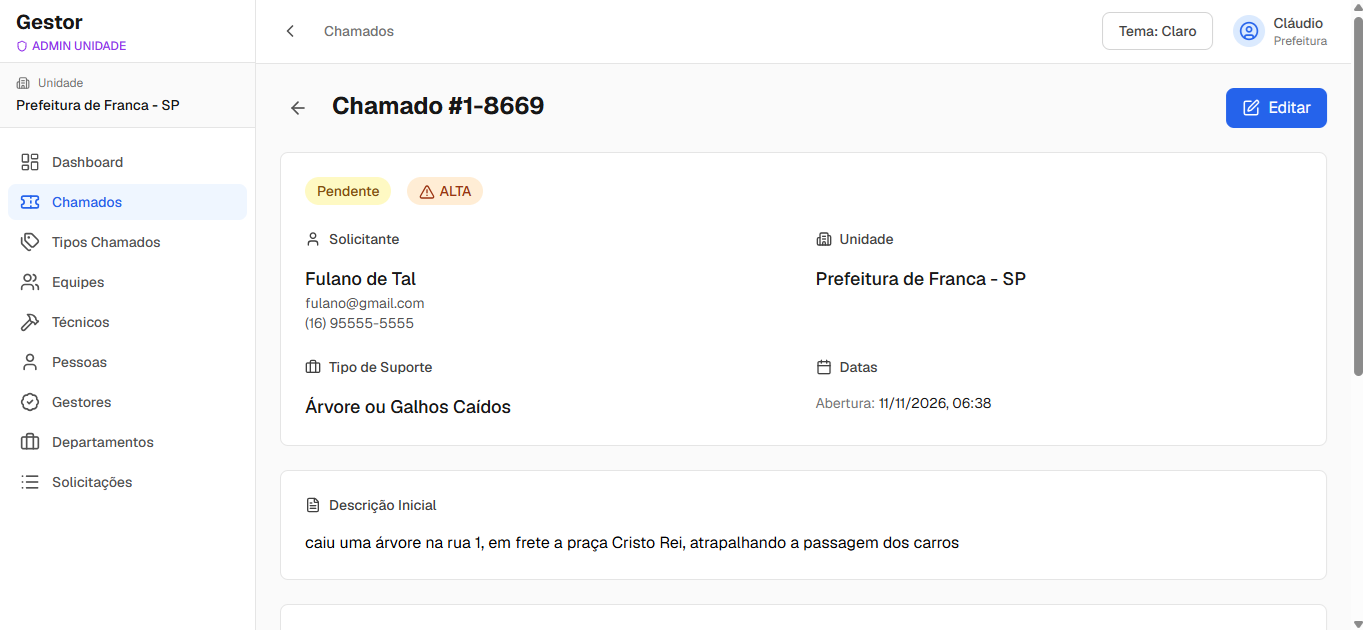 Gestor
ADMIN UNIDADE
Unidade
Prefeitura de Franca - SP
Dashboard
Chamados
Tipos Chamados
Equipes
Técnicos
Pessoas
Gestores
Departamentos
Solicitações
Chamados
Tema: Claro
Cláudio
Prefeitura
Chamado #1-8669
Editar
Pendente
ALTA
Solicitante
Fulano de Tal
fulano@gmail.com
(16) 95555-5555
Unidade
Prefeitura de Franca - SP
Tipo de Suporte
Árvore ou Galhos Caídos
Datas
Abertura: 11/11/2026, 06:38
Descrição Inicial
caiu uma árvore na rua 1, em frete a praça Cristo Rei, atrapalhando a passagem dos carros